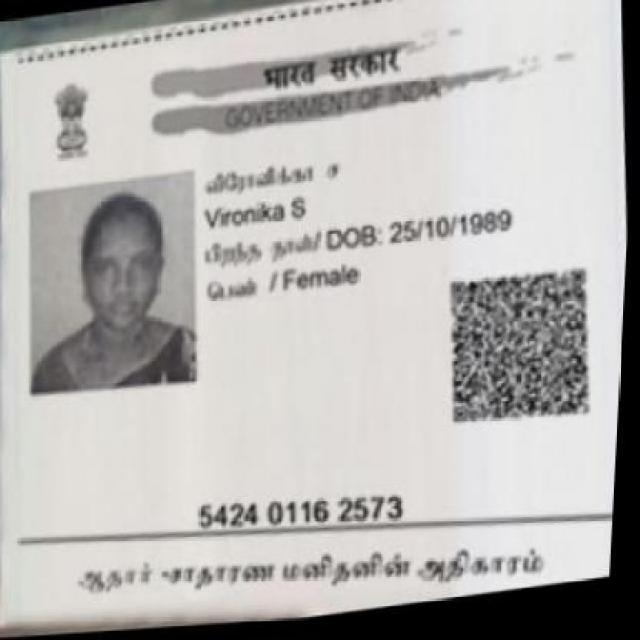 भारत सरकार
GOVERNMENT OF INDIA
விரோனிக்கா ச
Vironika S
பிறந்த நாள்/ DOB: 25/10/1989
பெண் / Female
5424 0116 2573
ஆதார் சாதாரண மனிதனின் அதிகாரம்